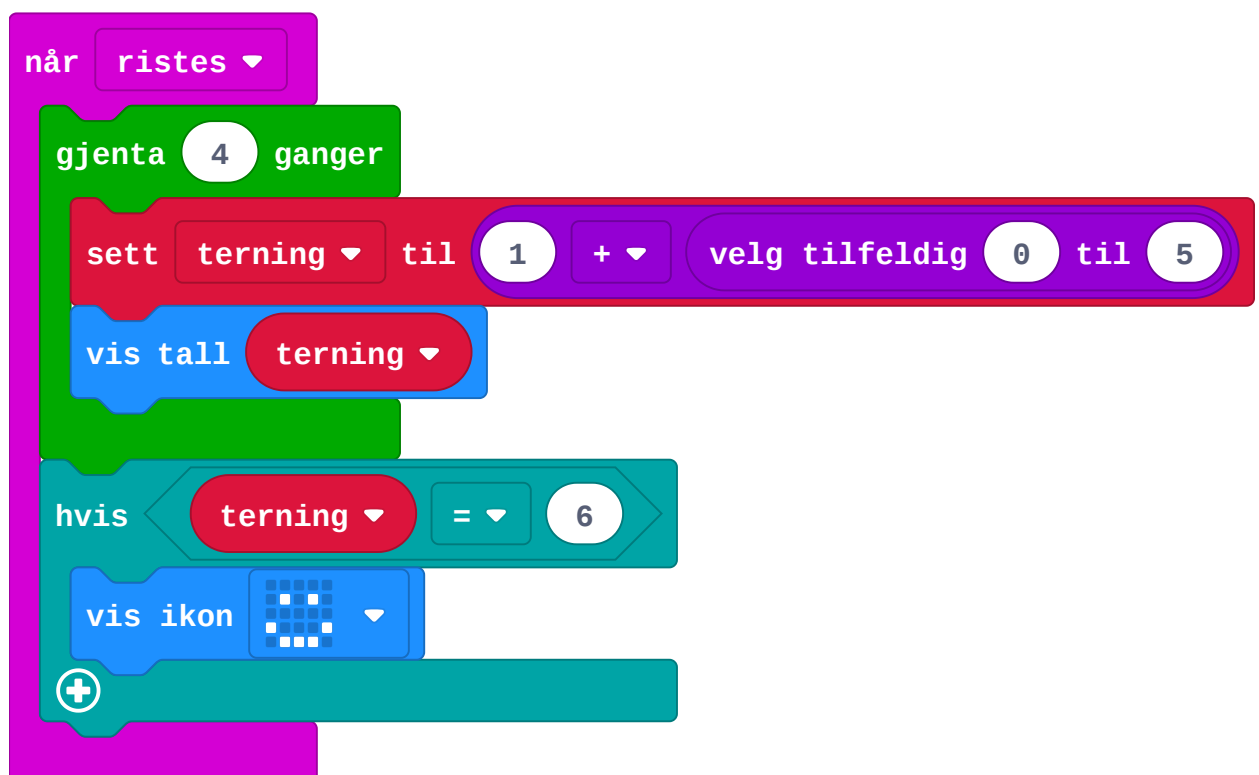 når ristes
gjenta 4 ganger
sett terning til 1 + velg tilfeldig 0 til 5
vis tall terning
hvis terning = 6
vis ikon